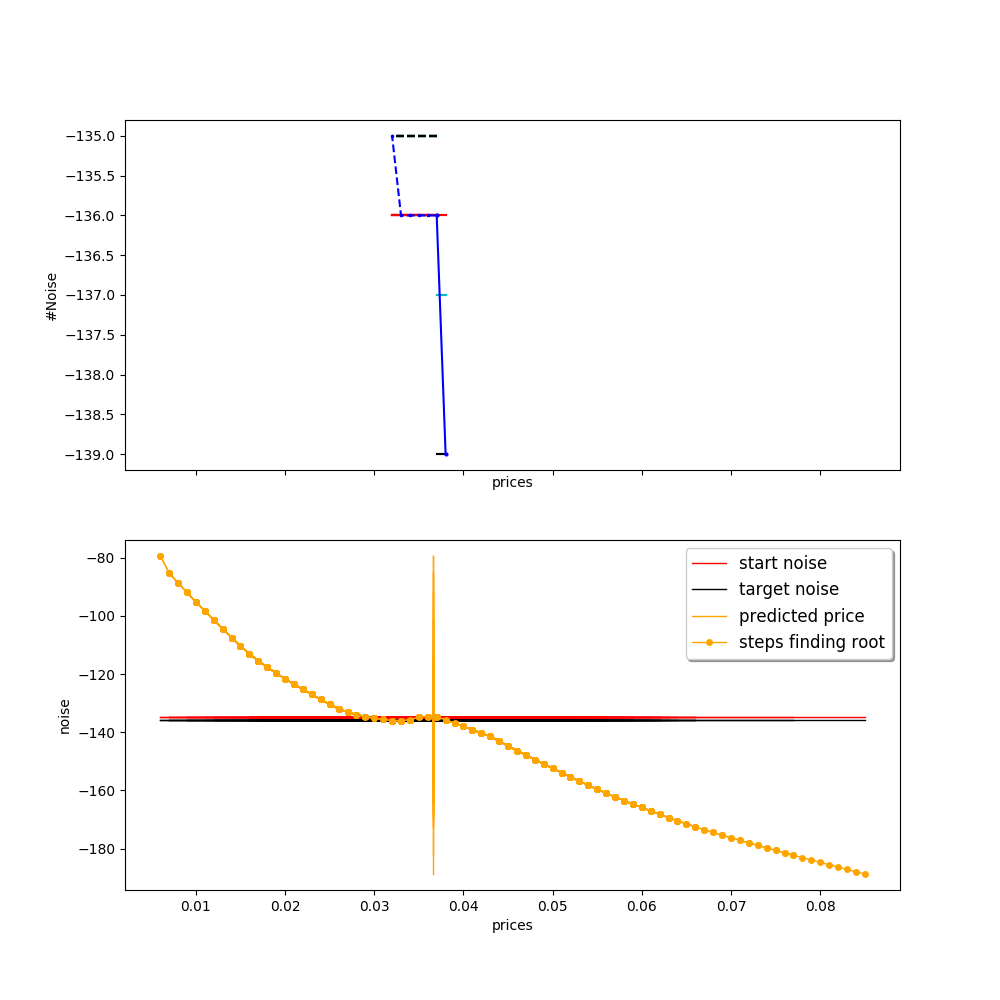 −135.0
−135.5
−136.0
−136.5
−137.0
−137.5
−138.0
−138.5
−139.0
#Noise
prices
−80
−100
−120
−140
−160
−180
noise
start noise
target noise
predicted price
steps finding root
0.01 0.02 0.03 0.04 0.05 0.06 0.07 0.08
prices